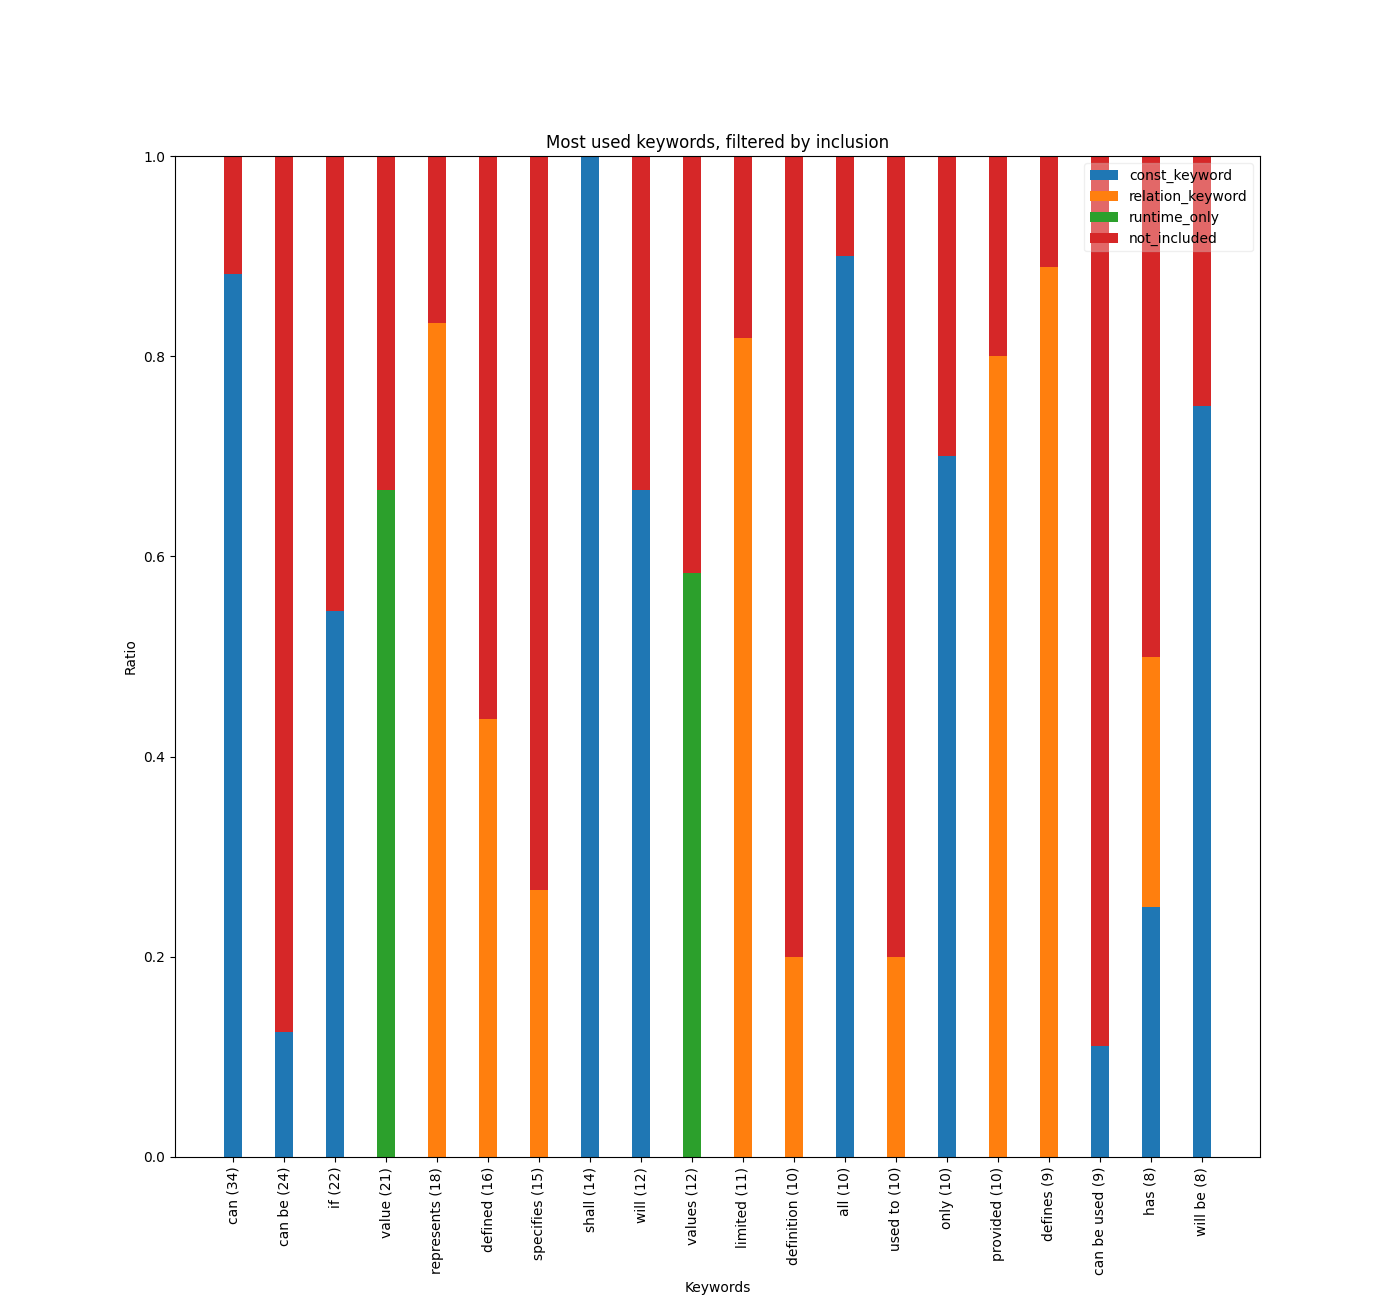 Most used keywords, filtered by inclusion
const_keyword
relation_keyword
runtime_only
not_included
Ratio
1.0
0.8
0.6
0.4
0.2
0.0
can (34)
can be (24)
if (22)
value (21)
represents (18)
defined (16)
specifies (15)
shall (14)
will (12)
values (12)
limited (11)
definition (10)
all (10)
used to (10)
only (10)
provided (10)
defines (9)
can be used (9)
has (8)
will be (8)
Keywords